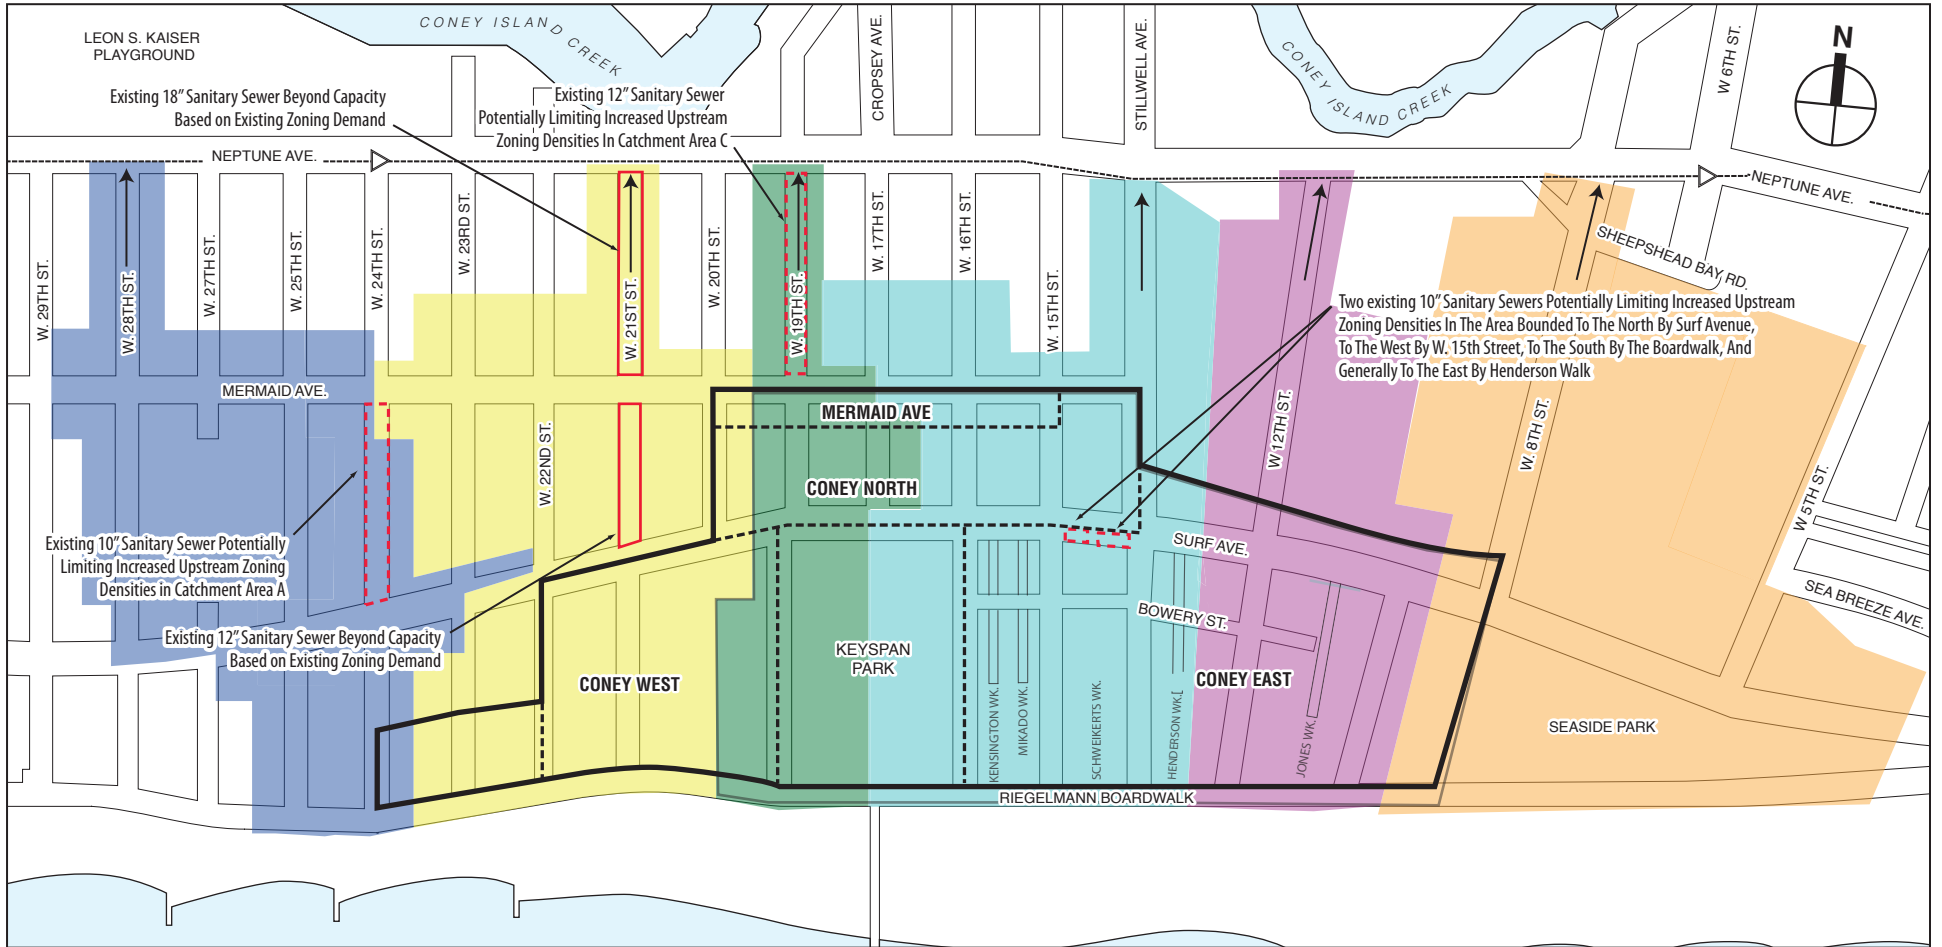 CONEY ISLAND CREEK
LEON S. KAISER
PLAYGROUND
CROPSEY AVE.
STILLWELL AVE.
CONEY ISLAND CREEK
W 6TH ST.
N
Existing 18" Sanitary Sewer Beyond Capacity
Based on Existing Zoning Demand
Existing 12" Sanitary Sewer
Potentially Limiting Increased Upstream
Zoning Densities In Catchment Area C
NEPTUNE AVE.
NEPTUNE AVE.
W. 29TH ST.
W. 28TH ST.
W. 27TH ST.
W. 25TH ST.
W. 24TH ST.
W. 23RD ST.
W. 22ND ST.
W. 21ST ST.
W. 20TH ST.
W. 19TH ST.
W. 17TH ST.
W. 16TH ST.
W. 15TH ST.
W 12TH ST.
W. 8TH ST.
W 5TH ST.
SHEEPSHEAD BAY RD.
Two existing 10" Sanitary Sewers Potentially Limiting Increased Upstream
Zoning Densities In The Area Bounded To The North By Surf Avenue,
To The West By W. 15th Street, To The South By The Boardwalk, And
Generally To The East By Henderson Walk
MERMAID AVE.
MERMAID AVE
CONEY NORTH
Existing 10" Sanitary Sewer Potentially
Limiting Increased Upstream Zoning
Densities in Catchment Area A
SURF AVE.
SEA BREEZE AVE.
BOWERY ST.
Existing 12" Sanitary Sewer Beyond Capacity
Based on Existing Zoning Demand
KEYSPAN
PARK
CONEY WEST
CONEY EAST
KENSINGTON WK.
MIKADO WK.
SCHWEIKERTS WK.
HENDERSON WK.
JONES WK.
SEASIDE PARK
RIEGELMANN BOARDWALK